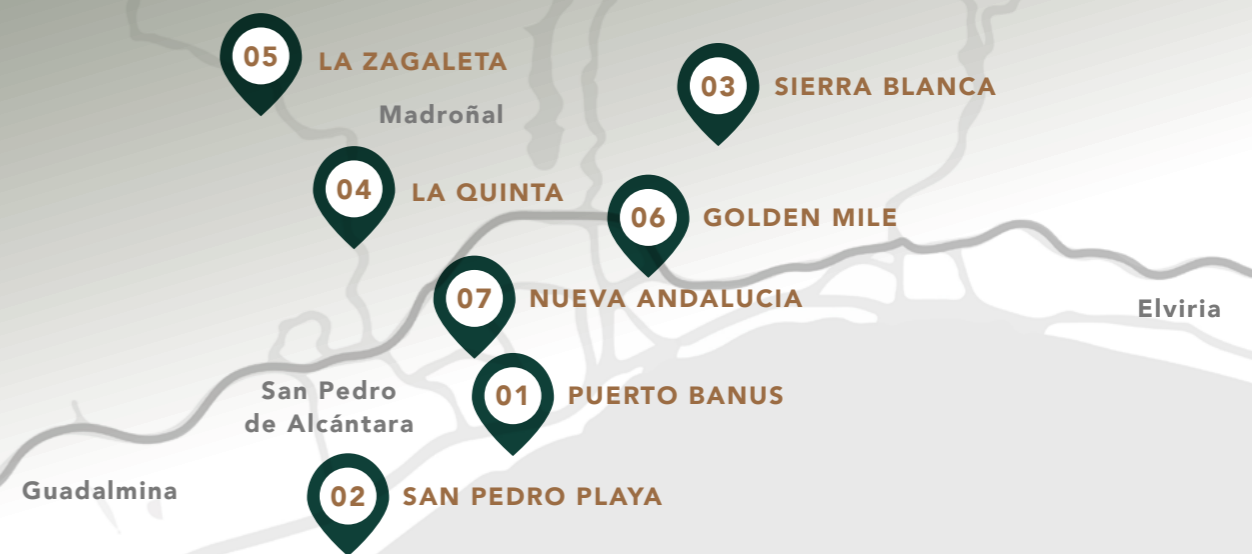 05 LA ZAGALETA
03 SIERRA BLANCA
Madroñal
04 LA QUINTA
06 GOLDEN MILE
07 NUEVA ANDALUCIA
Elviria
San Pedro
de Alcántara
01 PUERTO BANUS
Guadalmina
02 SAN PEDRO PLAYA